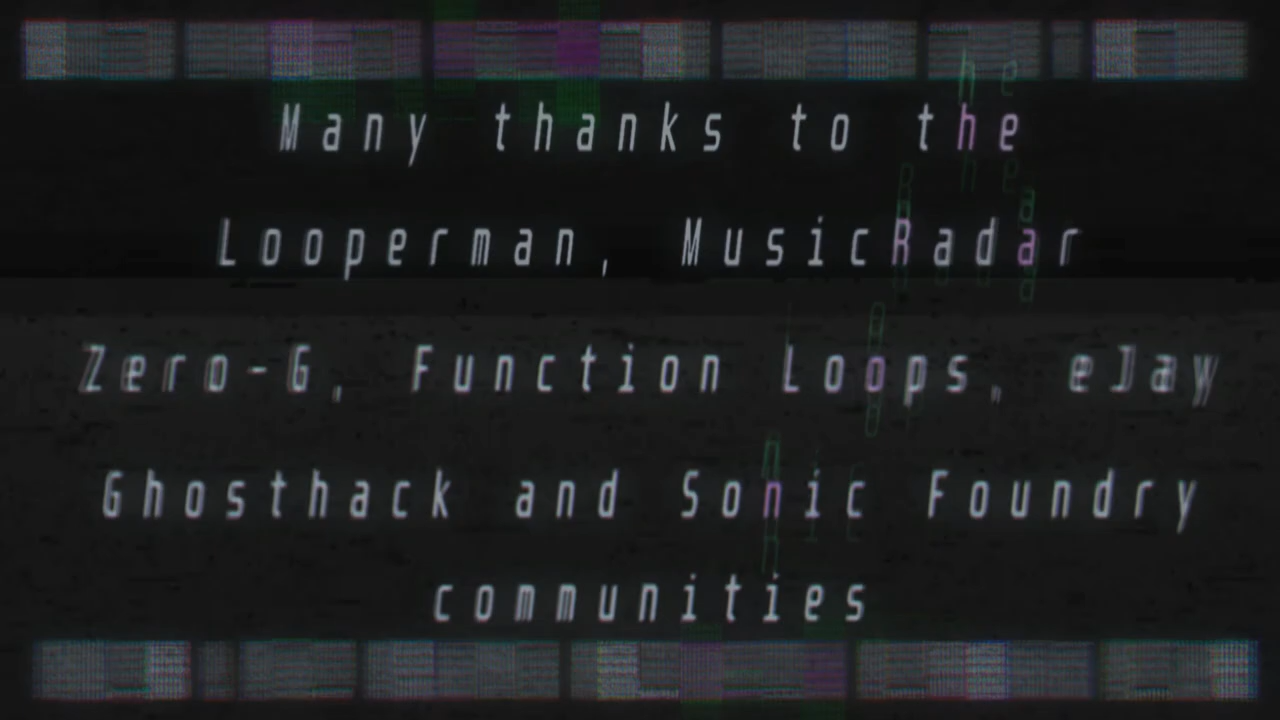 Many thanks to the
Looperman, MusicRadar
Zero-G, Function Loops, eJay
Ghosthack and Sonic Foundry
communities